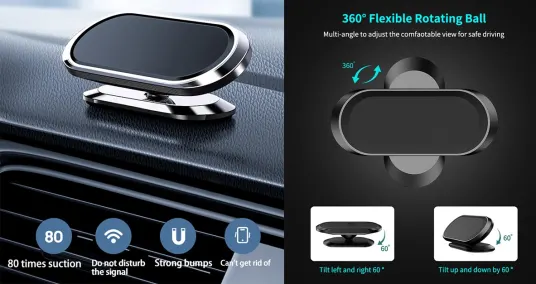 80
80 times suction
Do not disturb
the signal
Strong bumps
Can't get rid of
360° Flexible Rotating Ball
Multi-angle to adjust the comfaotable view for safe driving
360°
60°
Tilt left and right 60 °
60°
Tilt up and down by 60 °